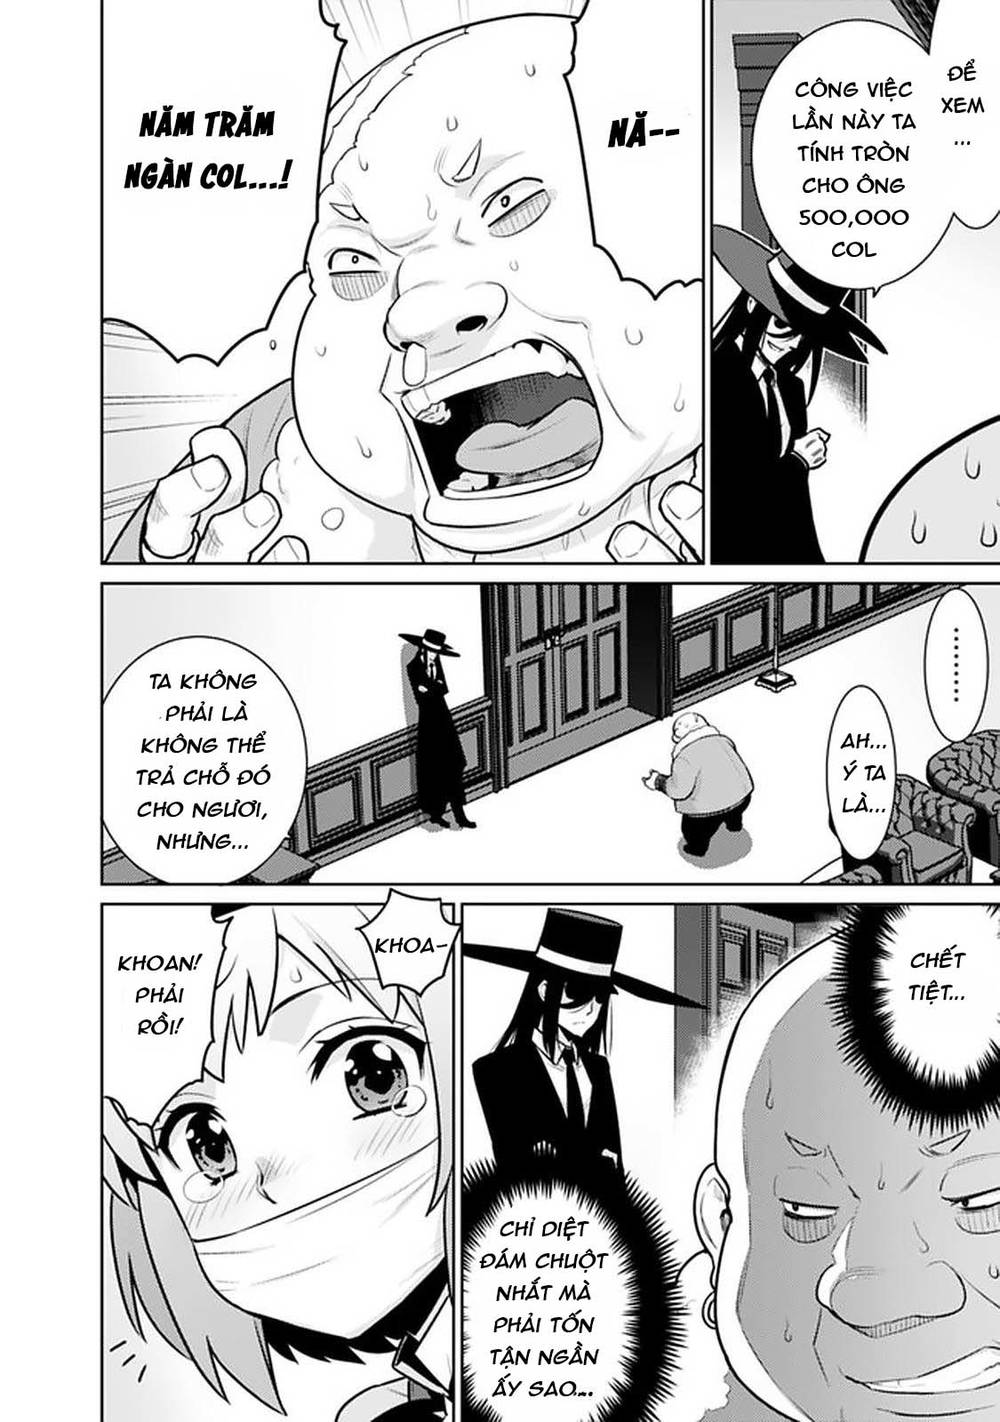 ĐỂ
XEM
...
CÔNG VIỆC
LẦN NÀY TA
TÍNH TRÒN
CHO ÔNG
500,000
COL
NĂ--
NĂM TRĂM
NGÀN COL...!
.........
AH...
Ý TA
LÀ...
TA KHÔNG
PHẢI LÀ
KHÔNG THỂ
TRẢ CHỖ ĐÓ
CHO NGƯƠI,
NHƯNG...
CHẾT
TIỆT...
CHỈ DIỆT
ĐÁM CHUỘT
NHẮT MÀ
PHẢI TỐN
TẬN NGẦN
ẤY SAO...
KHOA-
KHOAN!
PHẢI
RỒI!